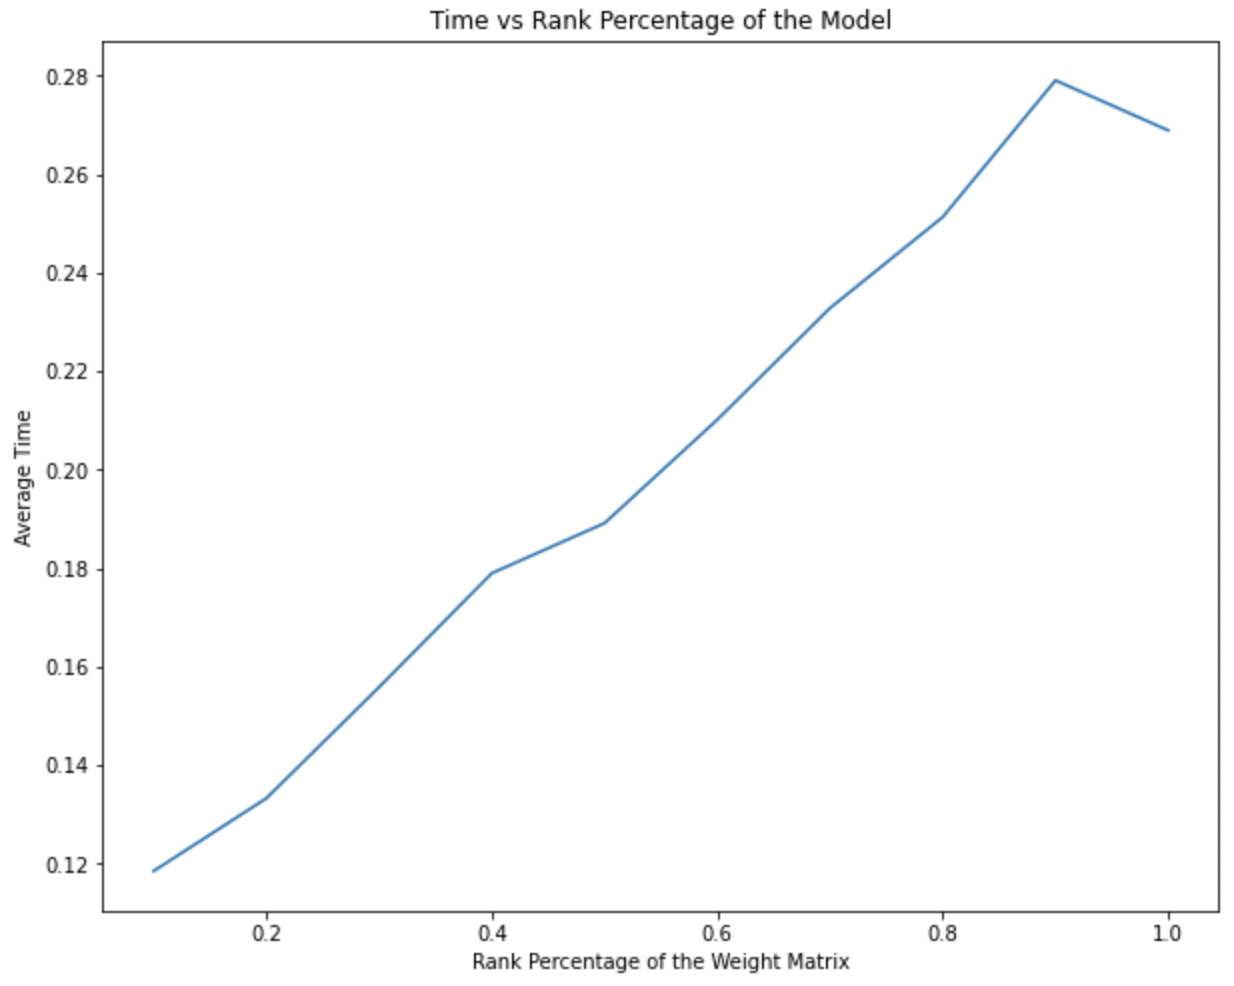 Time vs Rank Percentage of the Model
0.28
0.26
0.24
0.22
0.20
0.18
0.16
0.14
0.12
Average Time
0.2 0.4 0.6 0.8 1.0
Rank Percentage of the Weight Matrix